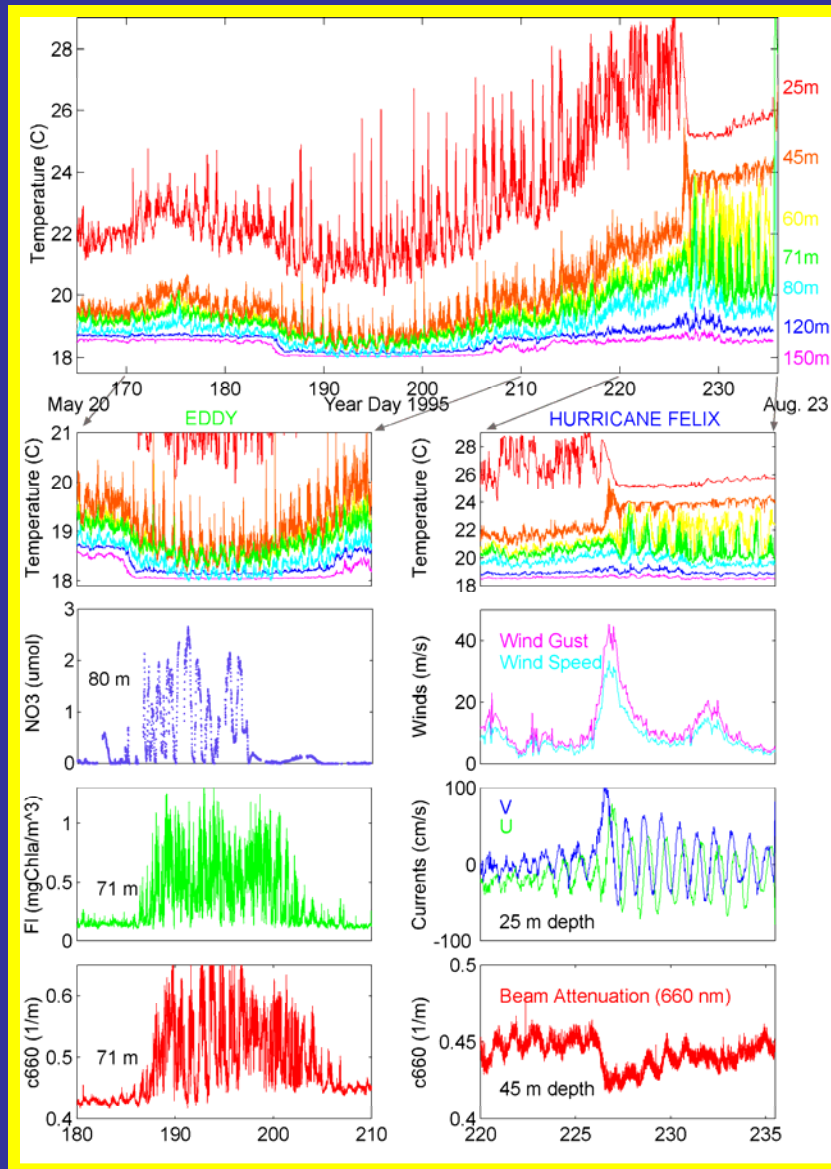 28
26
24
22
20
18
Temperature (C)
25m
45m
60m
71m
80m
120m
150m
170 180 190 200 210 220 230
May 20 Year Day 1995 Aug. 23
EDDY
HURRICANE FELIX
21
20
19
18
Temperature (C)
28
26
24
22
20
18
Temperature (C)
3
2
1
0
NO3 (umol)
80 m
40
20
0
Winds (m/s)
Wind Gust
Wind Speed
1
0.5
0
Fl (mgChla/m^3)
71 m
100
0
-100
Currents (cm/s)
V
U
25 m depth
0.6
0.5
0.4
c660 (1/m)
71 m
180 190 200 210
0.5
0.45
0.4
c660 (1/m)
Beam Attenuation (660 nm)
45 m depth
220 225 230 235